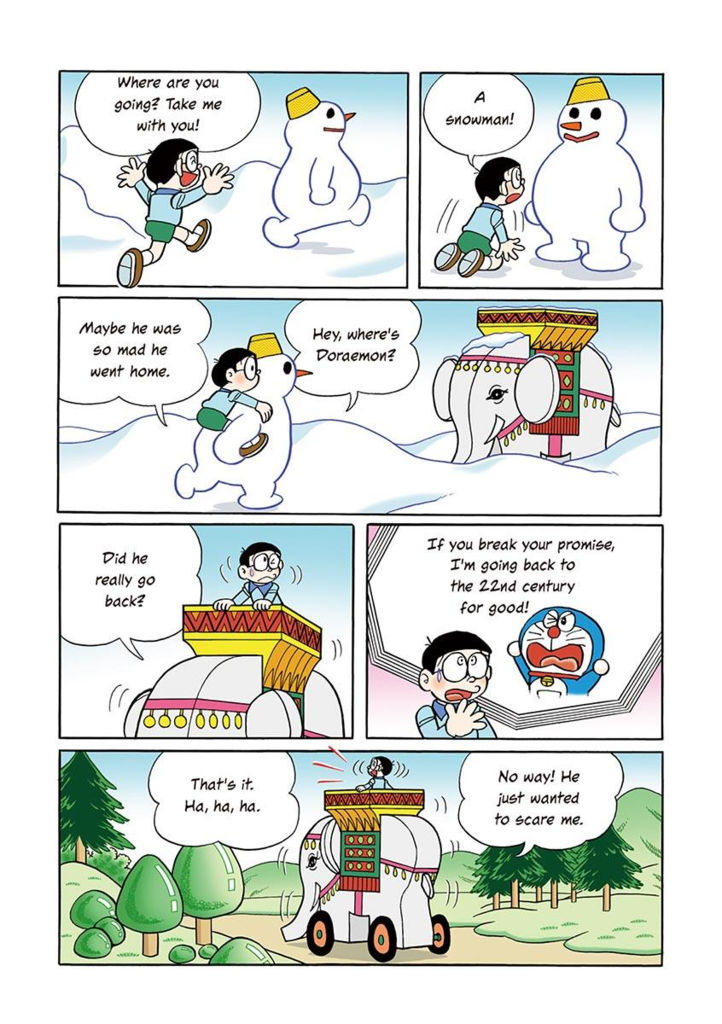 A
snowman!
Where are you
going? Take me
with you!
Hey, where's
Doraemon?
Maybe he was
so mad he
went home.
If you break your promise,
I'm going back to
the 22nd century
for good!
Did he
really go
back?
No way! He
just wanted
to scare me.
That's it.
Ha, ha, ha.